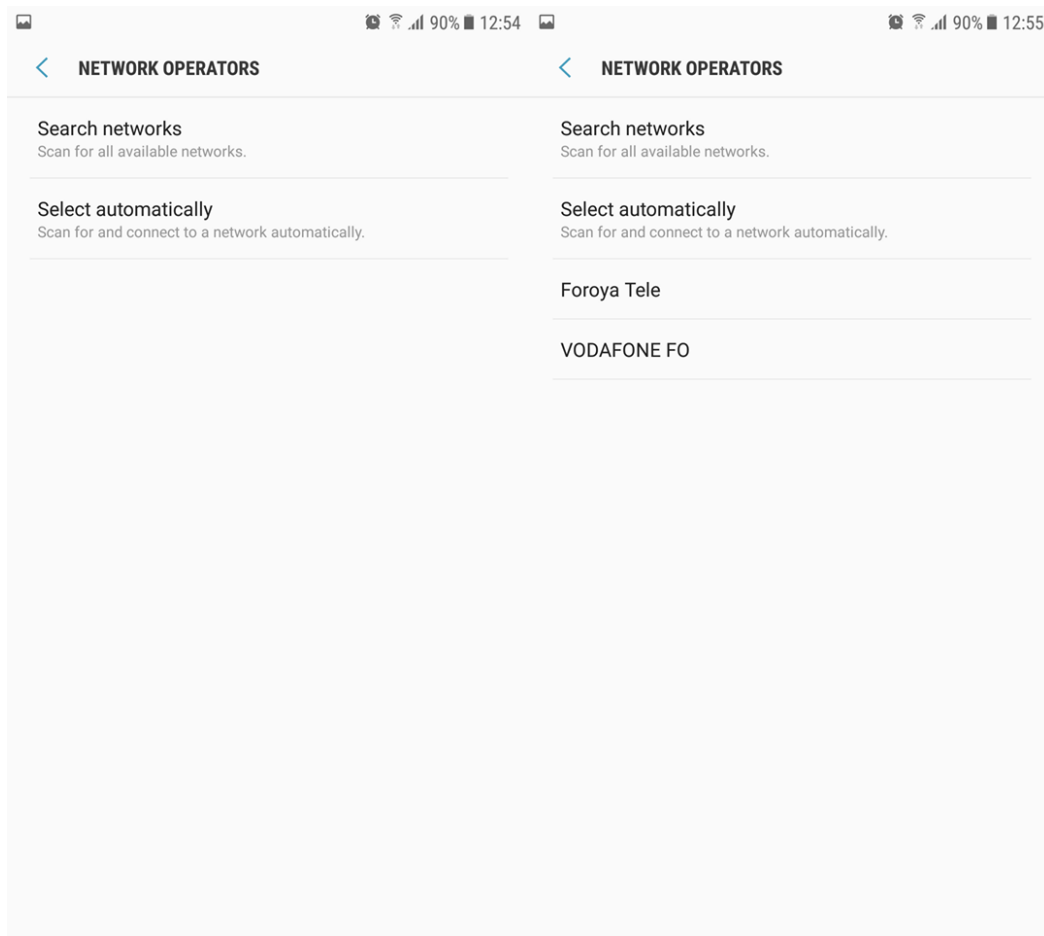 90% 12:54
NETWORK OPERATORS
Search networks
Scan for all available networks.
Select automatically
Scan for and connect to a network automatically.
90% 12:55
NETWORK OPERATORS
Search networks
Scan for all available networks.
Select automatically
Scan for and connect to a network automatically.
Foroya Tele
VODAFONE FO